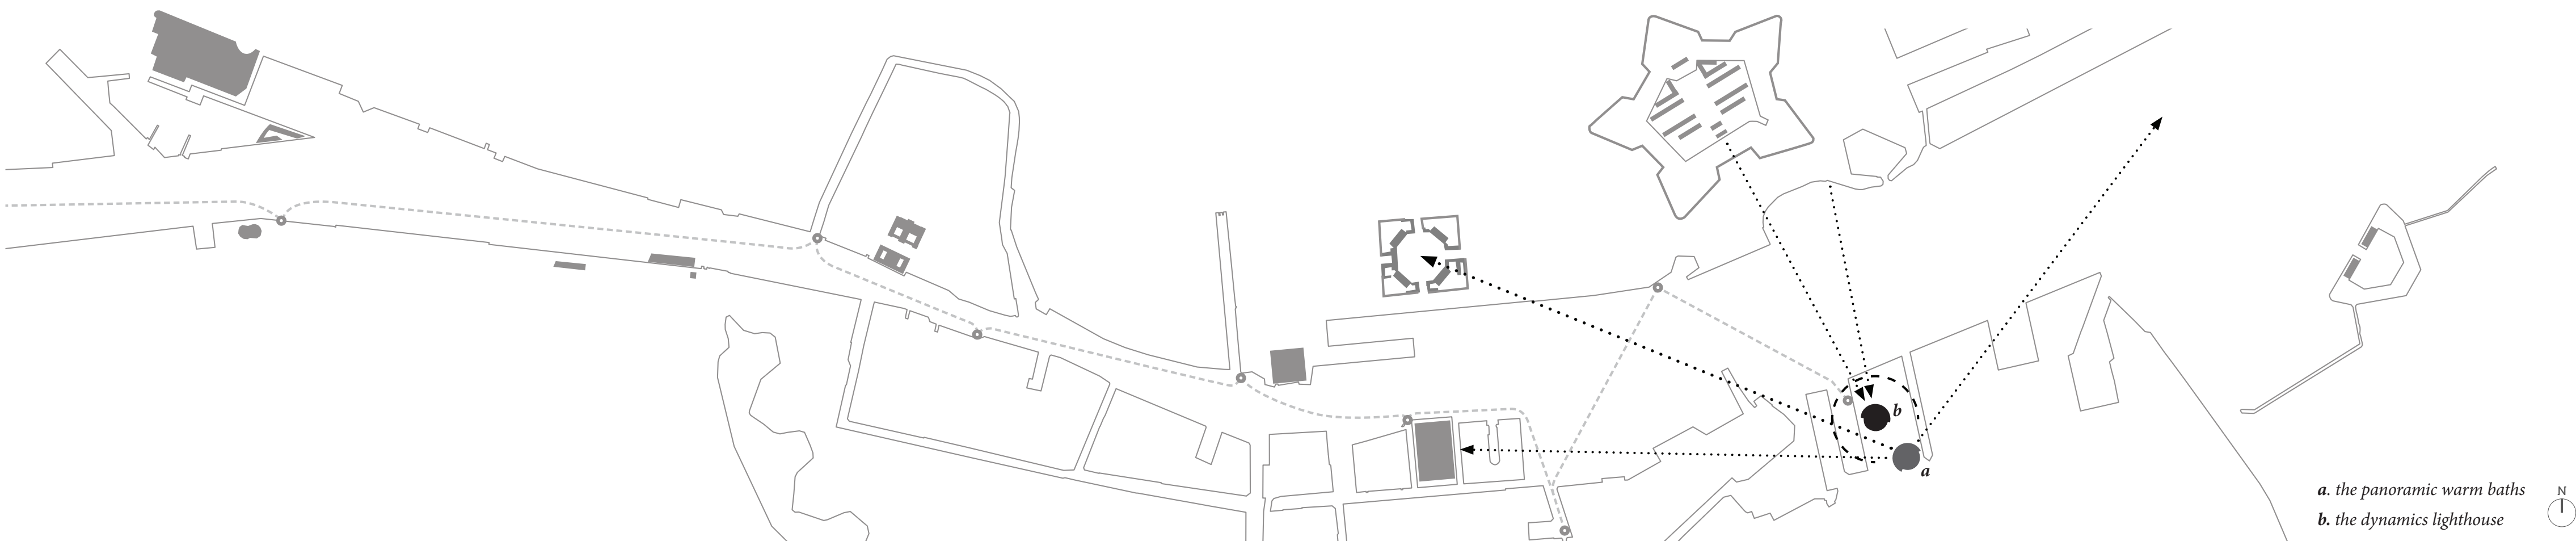 b
a
a. the panoramic warm baths
b. the dynamics lighthouse
N